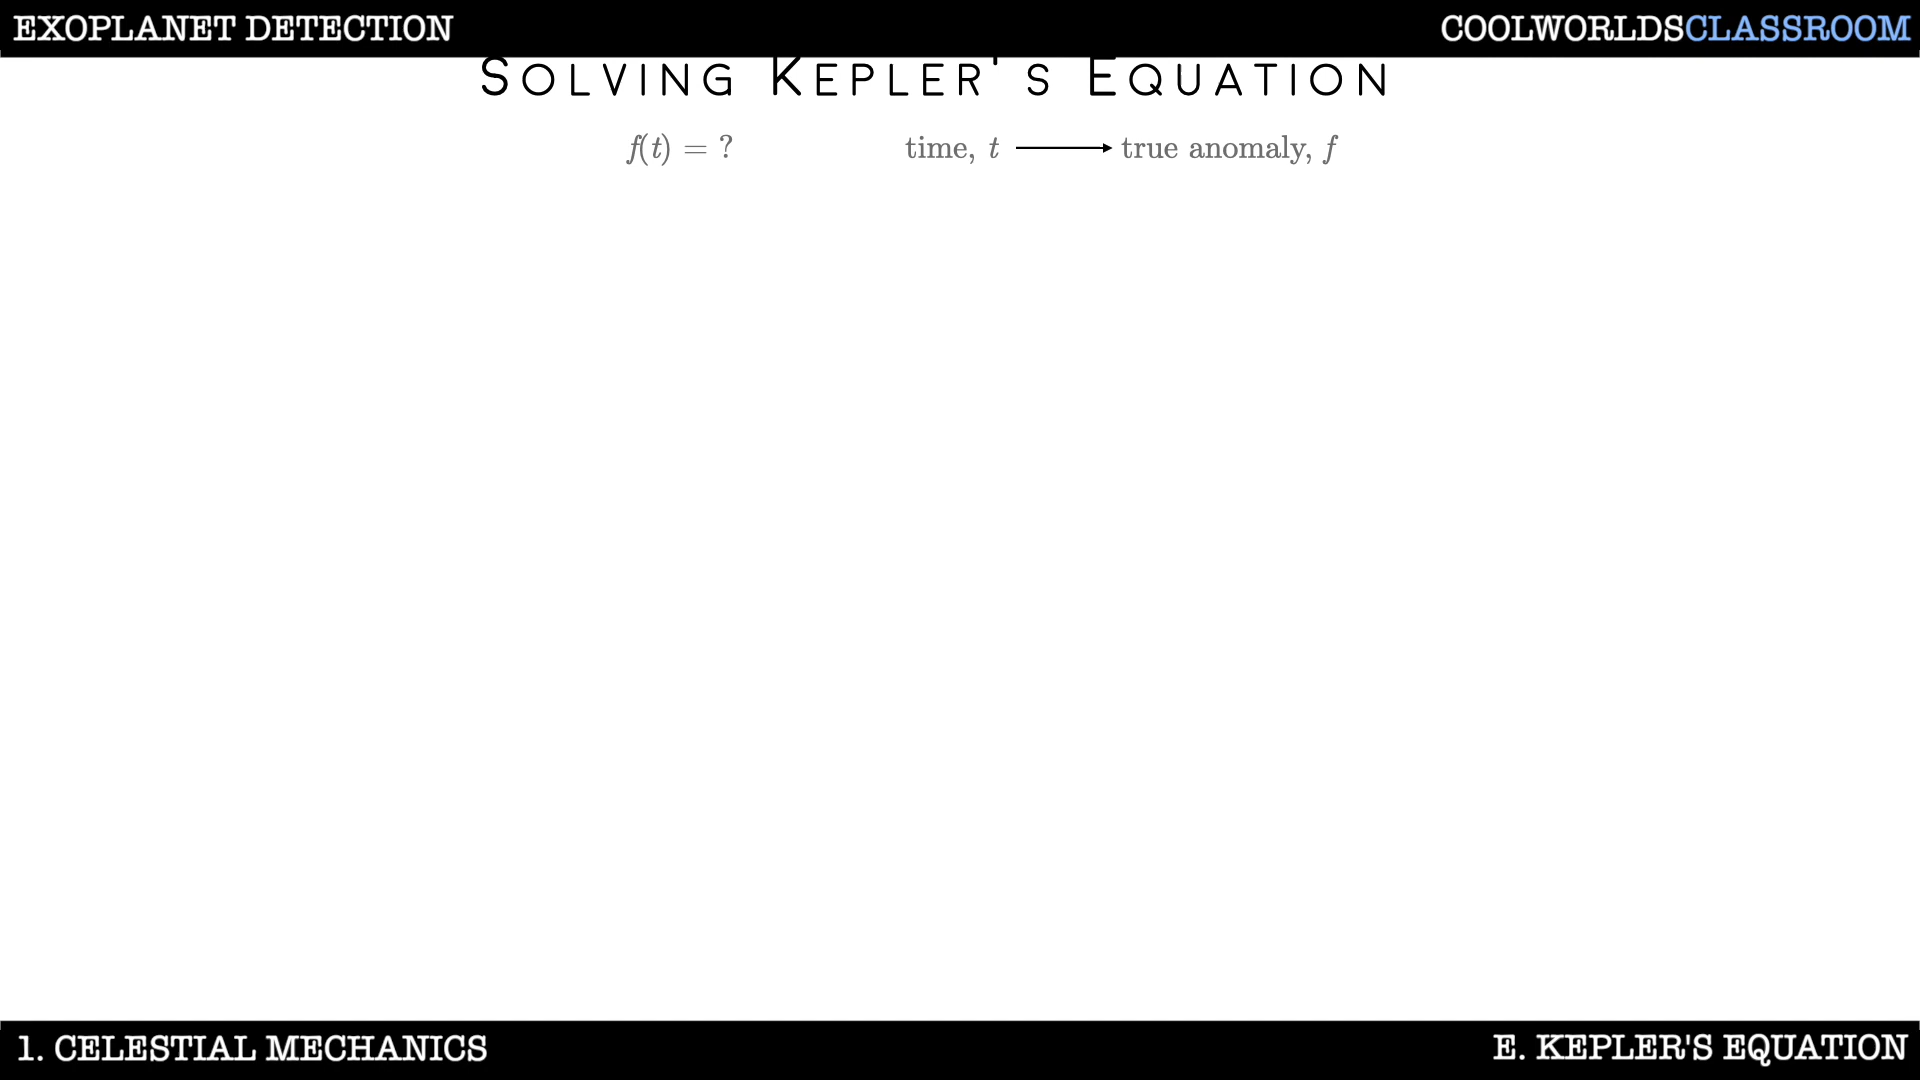 EXOPLANET DETECTION
COOLWORLDSCLASSROOM
SOLVING KEPLER'S EQUATION
f(t) = ?
time, t ⟶ true anomaly, f
1. CELESTIAL MECHANICS
E. KEPLER'S EQUATION